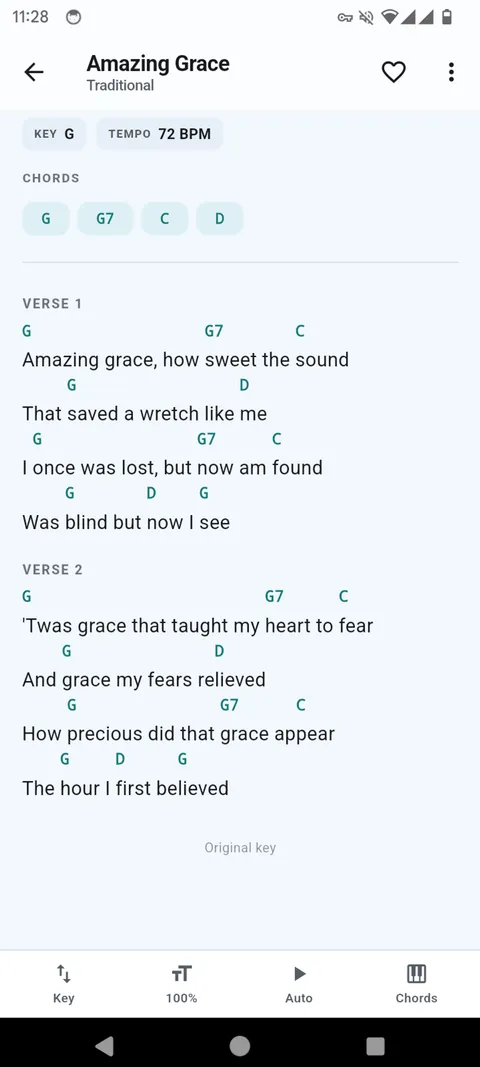 11:28
Amazing Grace
Traditional
KEY G TEMPO 72 BPM
CHORDS
G G7 C D
VERSE 1
G G7 C
Amazing grace, how sweet the sound
G D
That saved a wretch like me
G G7 C
I once was lost, but now am found
G D G
Was blind but now I see
VERSE 2
G G7 C
'Twas grace that taught my heart to fear
G D
And grace my fears relieved
G G7 C
How precious did that grace appear
G D G
The hour I first believed
Original key
Key 100% Auto Chords